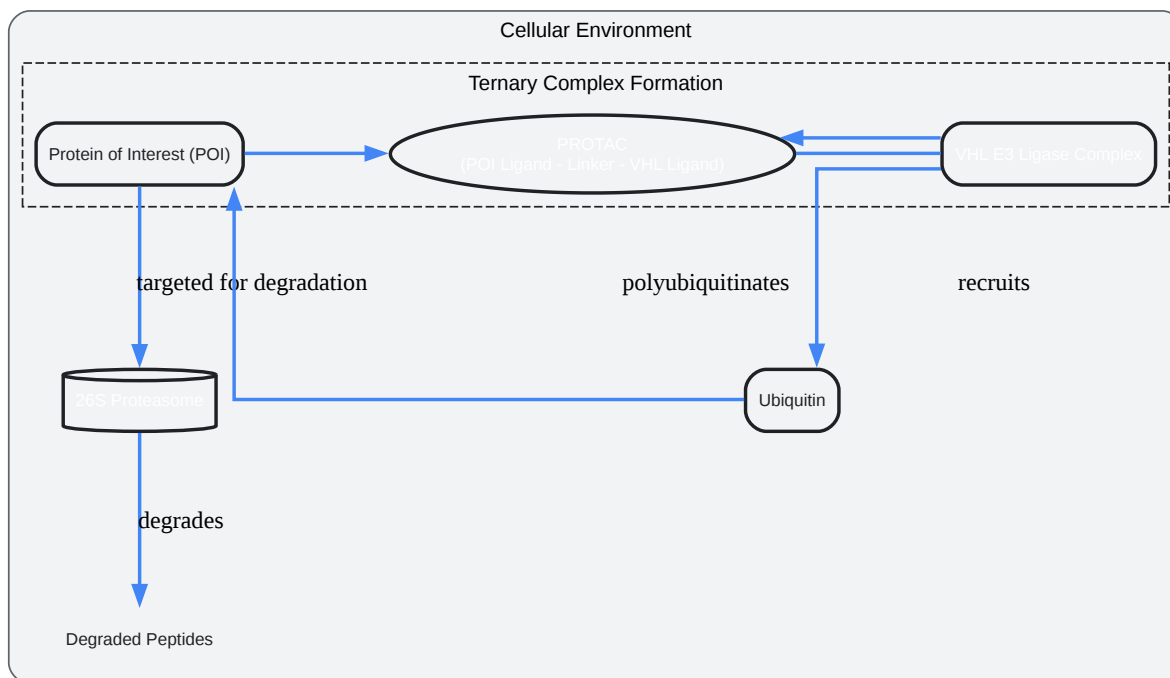 Cellular Environment
Ternary Complex Formation
Protein of Interest (POI)
PROTAC
(POI Ligand - Linker - VHL Ligand)
VHL E3 Ligase Complex
targeted for degradation
polyubiquitinates
recruits
26S Proteasome
Ubiquitin
degrades
Degraded Peptides